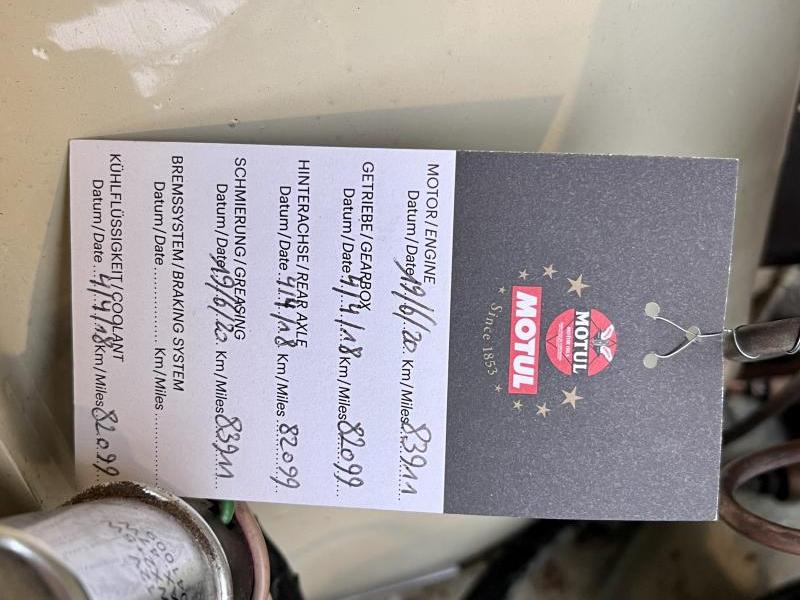 MOTUL
MOTUL
Since 1853
MOTOR/ENGINE
Datum/Date 19/6/20 Km/Miles 83911
GETRIEBE/GEARBOX
Datum/Date 4/4/18 Km/Miles 82099
HINTERACHSE/REAR AXLE
Datum/Date 4/4/18 Km/Miles 82099
SCHMIERUNG/GREASING
Datum/Date 19/6/20 Km/Miles 83911
BREMSSYSTEM/BRAKING SYSTEM
Datum/Date ................ Km/Miles ................
KÜHLFLÜSSIGKEIT/COOLANT
Datum/Date 4/4/18 Km/Miles 82099